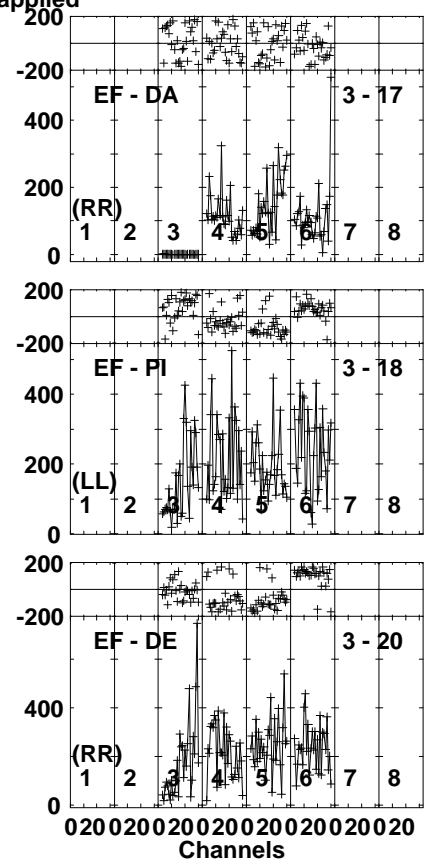 applied
200
-200
EF - DA 3 - 17
400
200
(RR)
1 2 3 4 5 6 7 8
0
200
-200
EF - PI 3 - 18
400
200
(LL)
1 2 3 4 5 6 7 8
0
200
-200
EF - DE 3 - 20
400
(RR)
1 2 3 4 5 6 7 8
0
020020020020020020020020
Channels